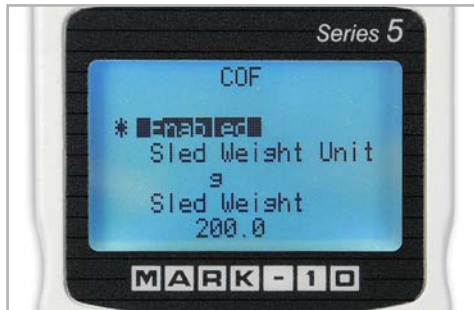 Series 5
COF
* Enabled
Sled Weight Unit
g
Sled Weight
200.0
MARK-10